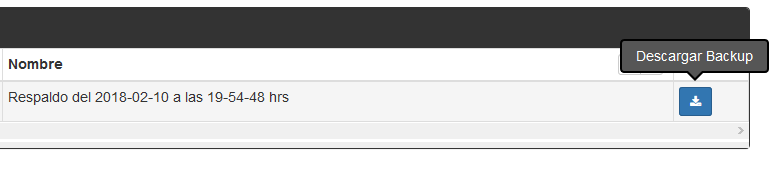 Descargar Backup
Nombre
Respaldo del 2018-02-10 a las 19-54-48 hrs